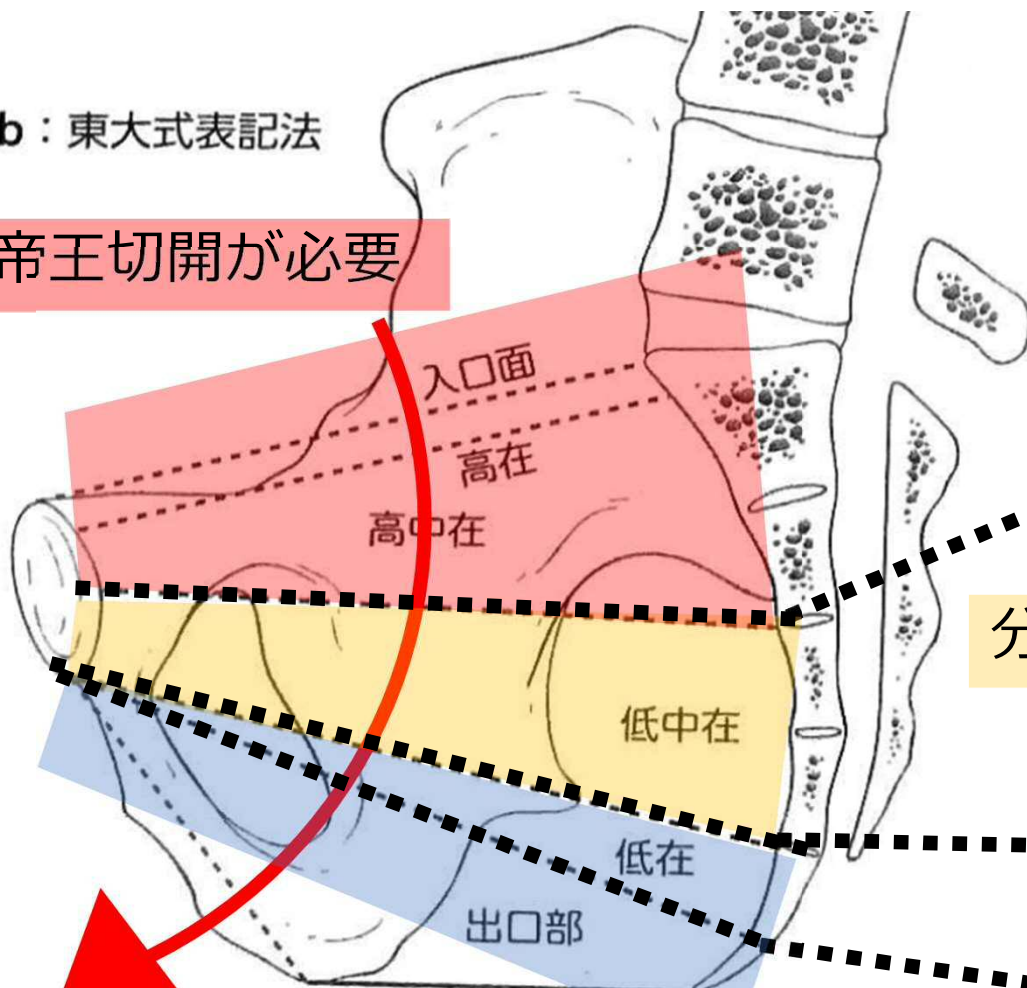 b：東大式表記法
帝王切開が必要
入口面
高在
高中在
分
低中在
低在
出口部